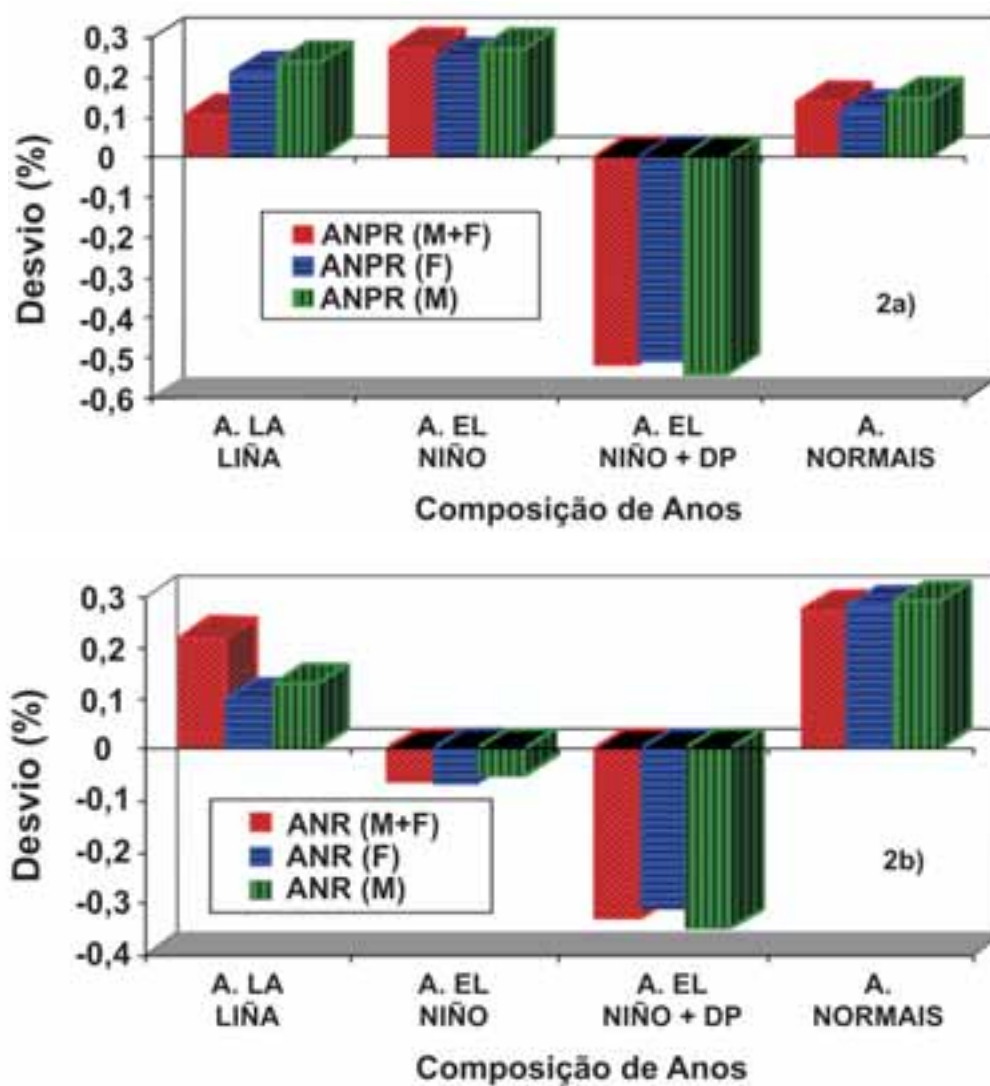 Desvio (%)
0,3
0,2
0,1
0
-0,1
-0,2
-0,3
-0,4
-0,5
-0,6
ANPR (M+F)
ANPR (F)
ANPR (M)
2a)
A. LA
LIÑA
A. EL
NIÑO
A. EL
NIÑO + DP
A.
NORMAIS
Composição de Anos
Desvio (%)
0,3
0,2
0,1
0
-0,1
-0,2
-0,3
-0,4
ANR (M+F)
ANR (F)
ANR (M)
2b)
A. LA
LIÑA
A. EL
NIÑO
A. EL
NIÑO + DP
A.
NORMAIS
Composição de Anos